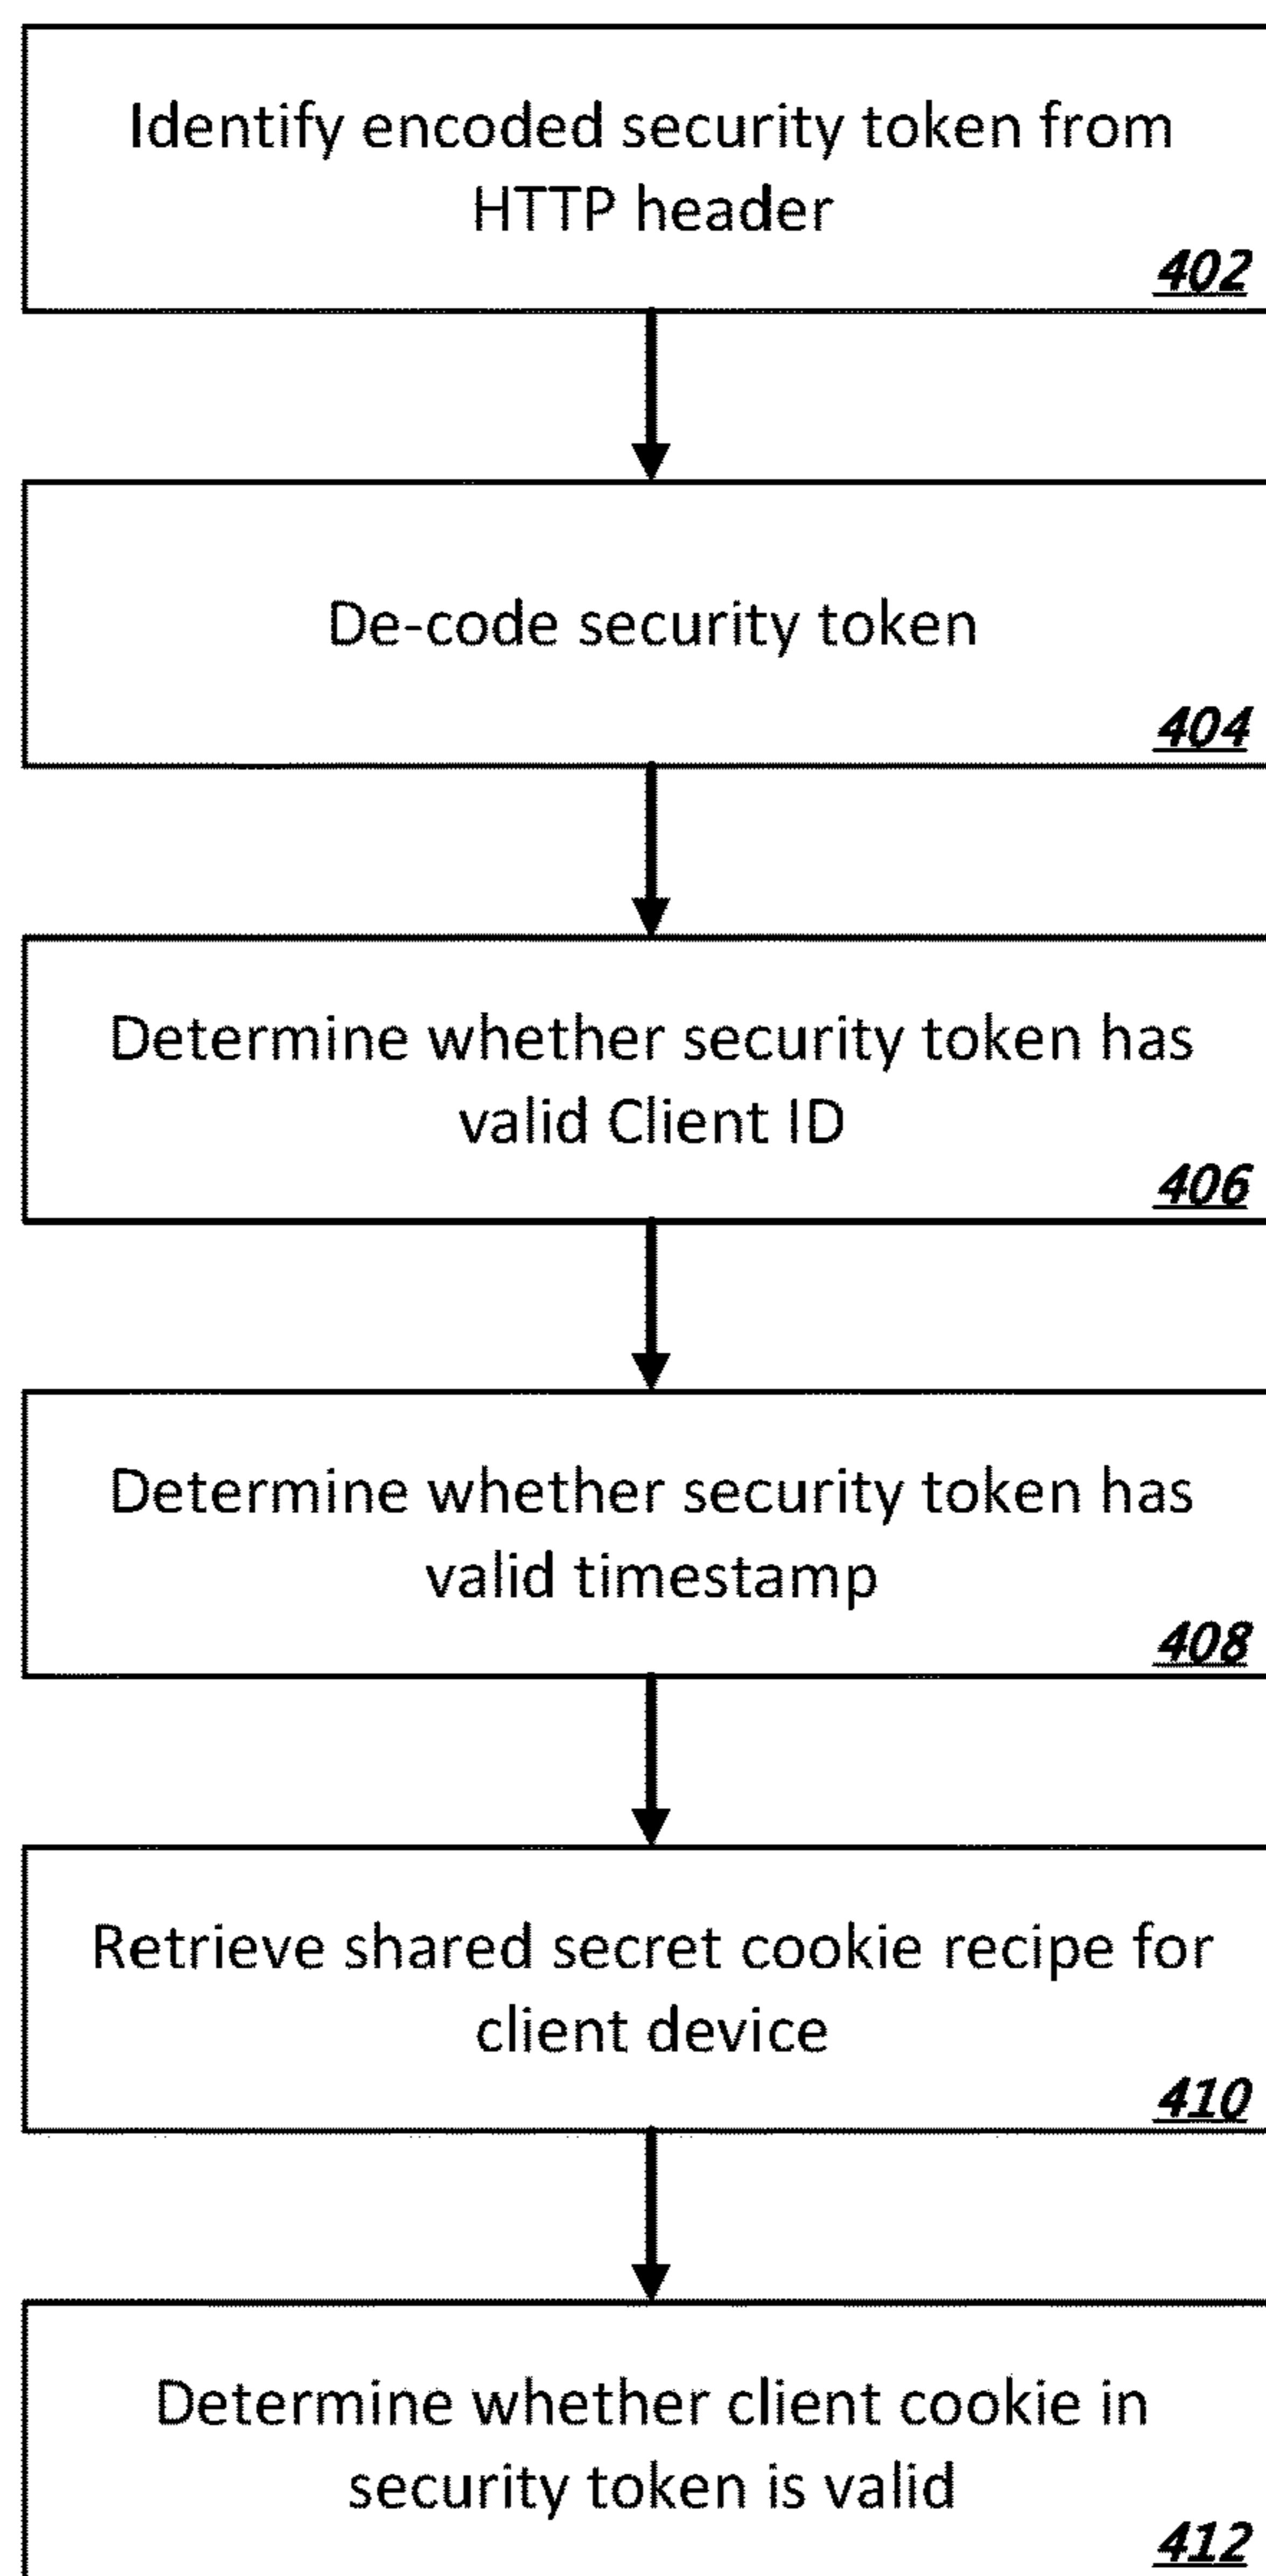 Identify encoded security token from
HTTP header
402
De-code security token
404
Determine whether security token has
valid Client ID
406
Determine whether security token has
valid timestamp
408
Retrieve shared secret cookie recipe for
client device
410
Determine whether client cookie in
security token is valid
412